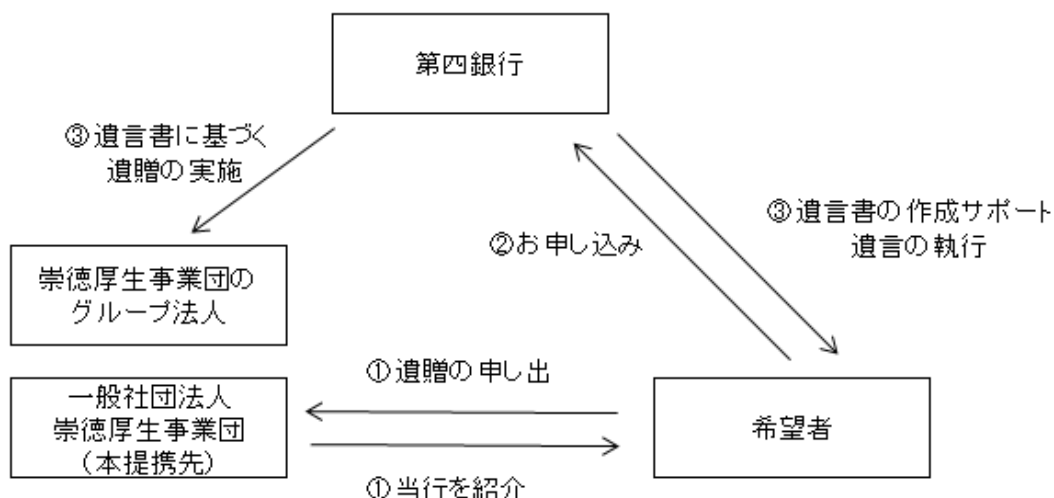 第四銀行
③遺言書に基づく
遺贈の実施
③遺言書の作成サポート
遺言の執行
②お申し込み
崇徳厚生事業団の
グループ法人
①遺贈の申し出
一般社団法人
崇徳厚生事業団
（本提携先）
希望者
①当行を紹介